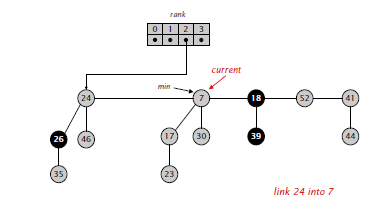 rank
0 1 2 3
min
current
24 7 18 52 41
26 46 17 30 39 44
35 23
link 24 into 7